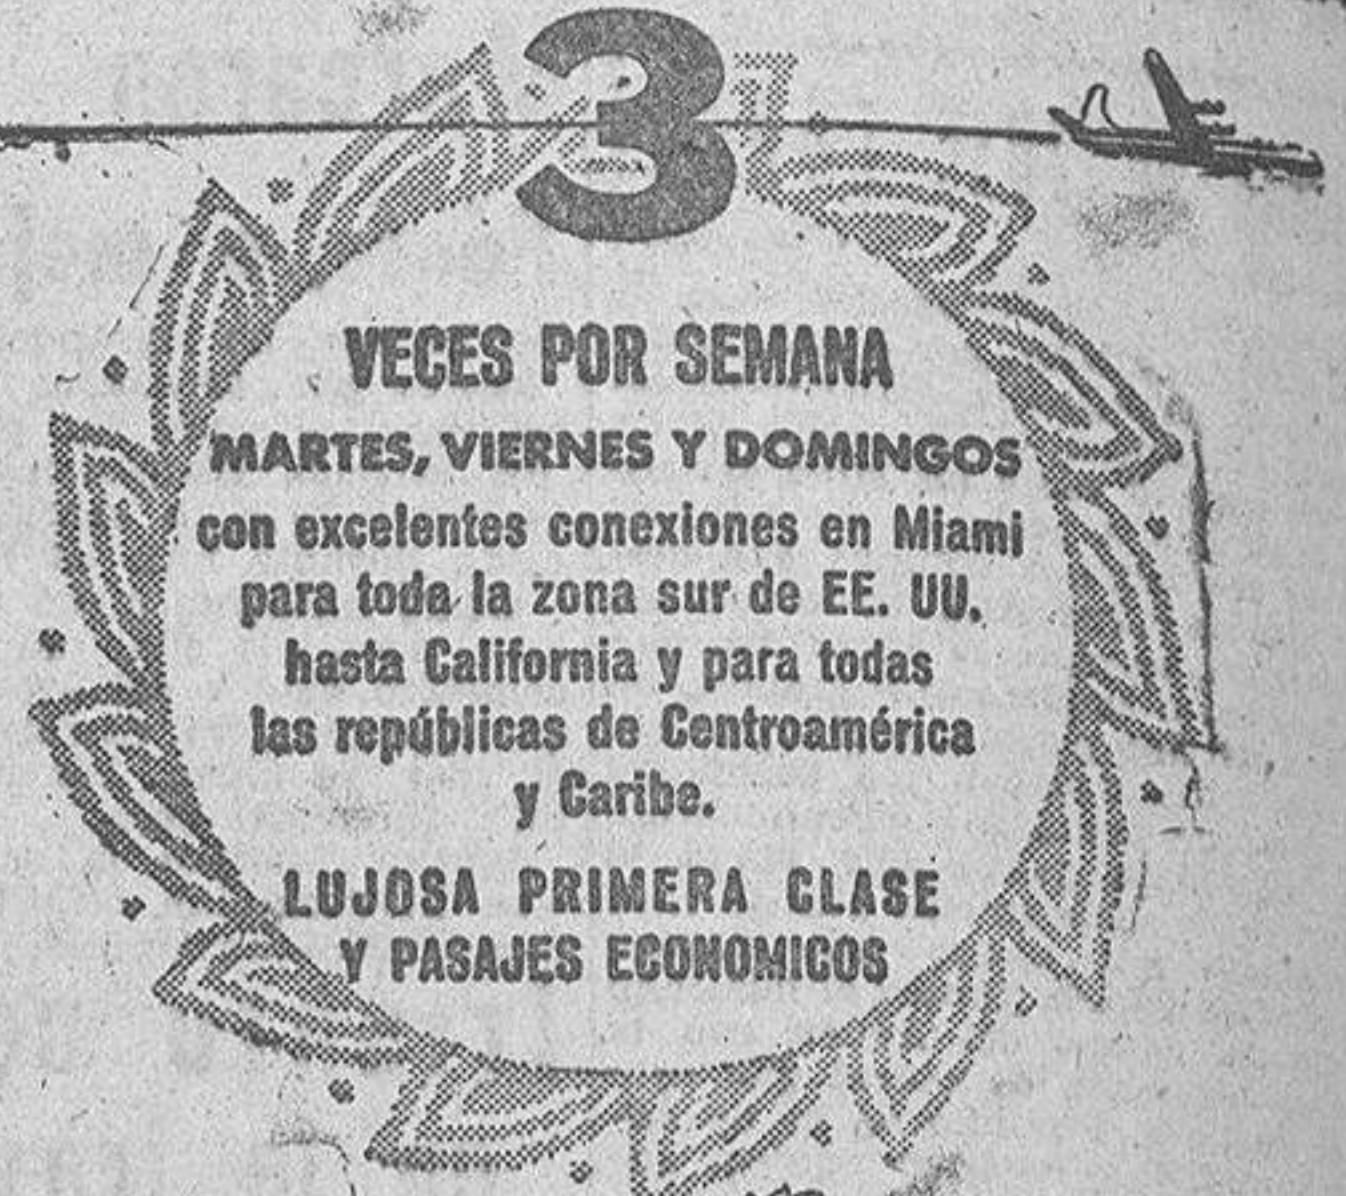 3
VECES POR SEMANA
MARTES, VIERNES Y DOMINGOS
con excelentes conexiones en Miami
para toda la zona sur de EE. UU.
hasta California y para todas
las repúblicas de Centroamérica
y Caribe.
LUJOSA PRIMERA CLASE
Y PASAJES ECONOMICOS